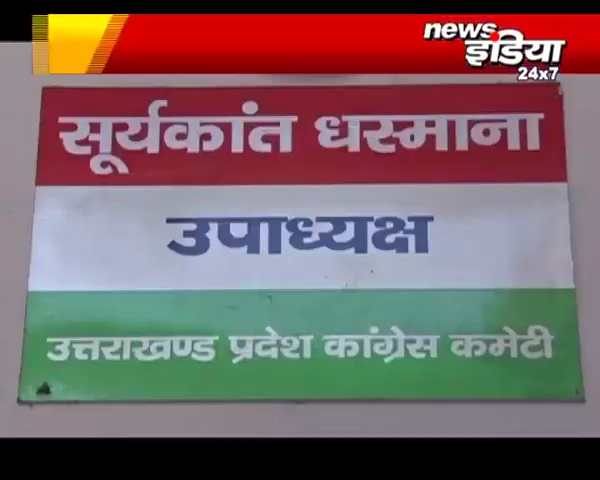 news
इंडिया
24x7
सूर्यकांत धस्माना
उपाध्यक्ष
उत्तराखण्ड प्रदेश कांग्रेस कमेटी